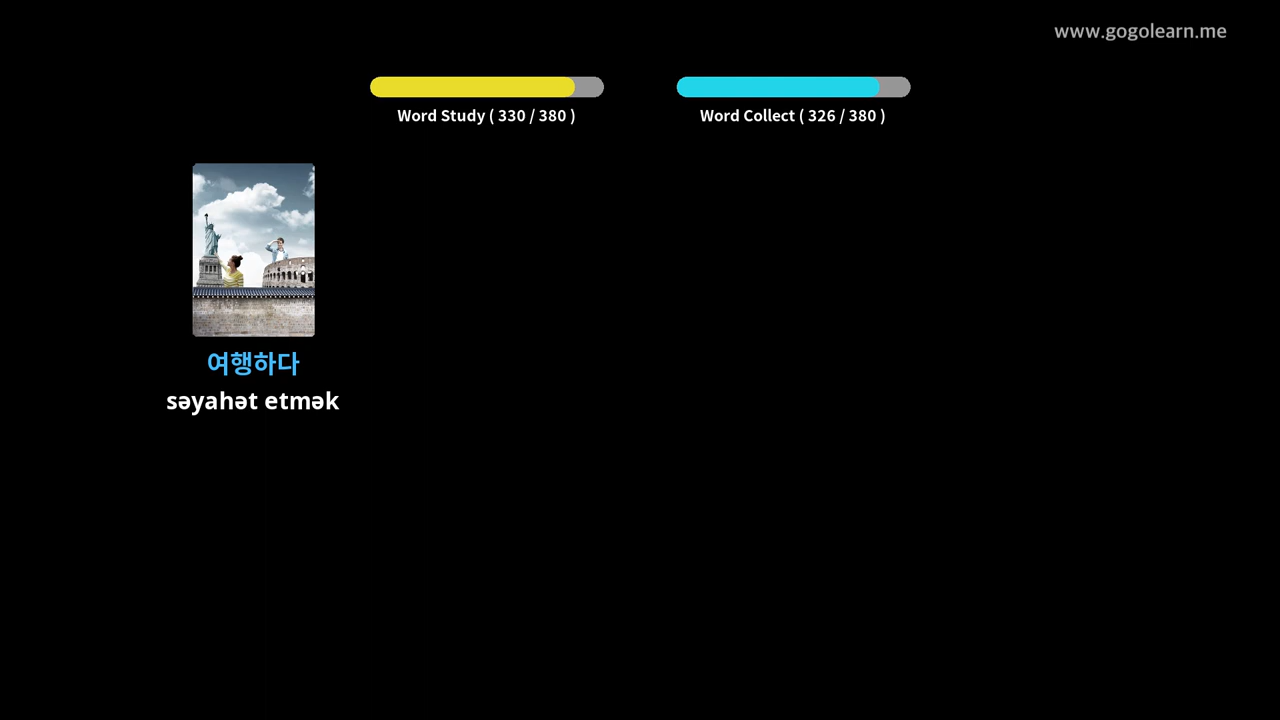 www.gogolearn.me
Word Study ( 330 / 380 )
Word Collect ( 326 / 380 )
여행하다
səyahət etmək